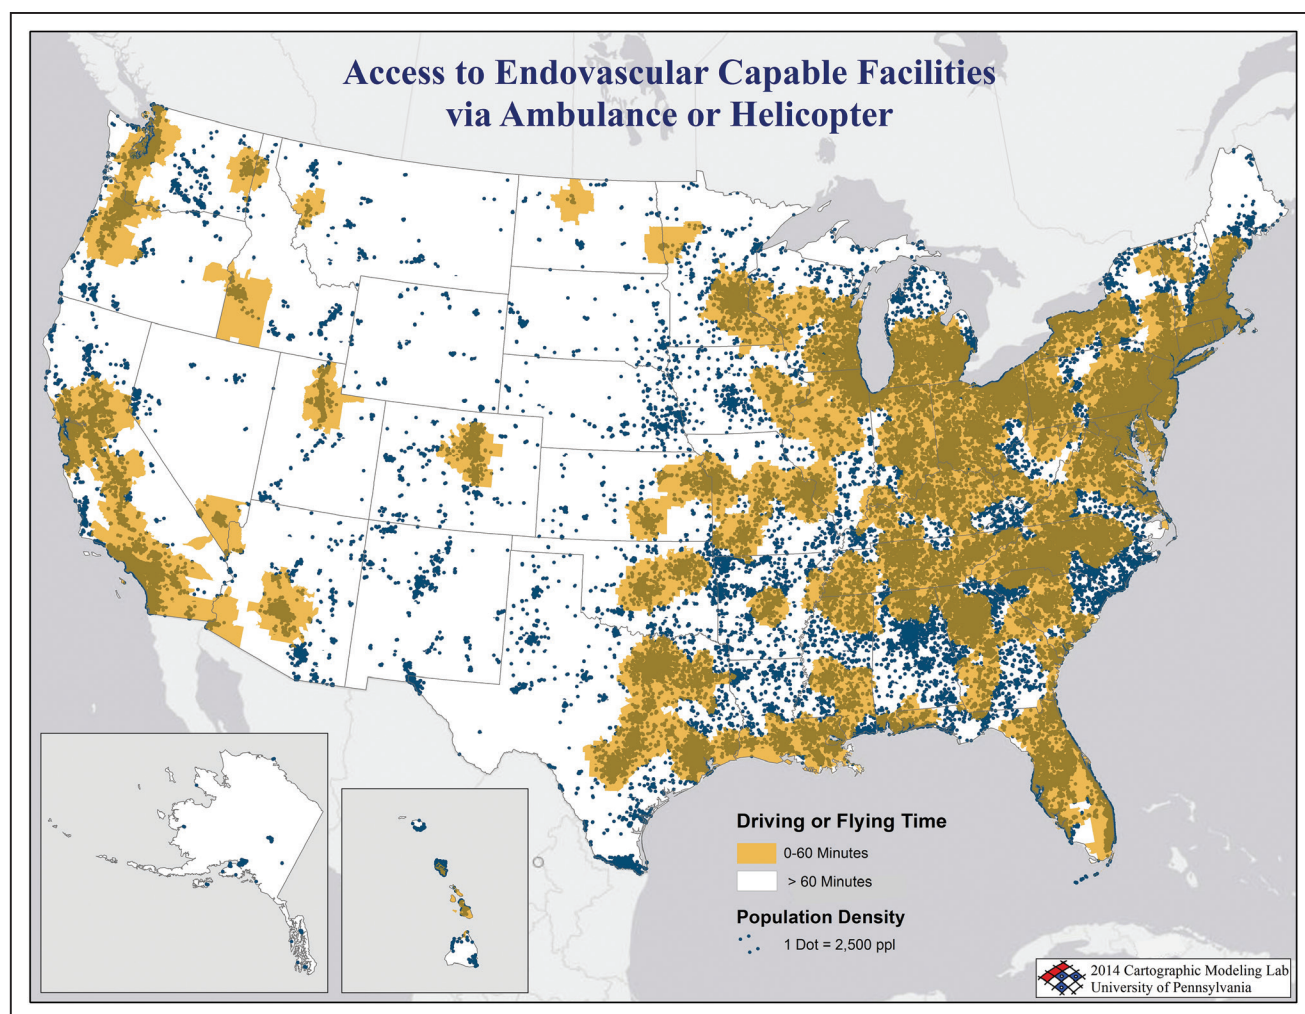 Access to Endovascular Capable Facilities
via Ambulance or Helicopter
Driving or Flying Time
0-60 Minutes
> 60 Minutes
Population Density
1 Dot = 2,500 ppl
2014 Cartographic Modeling Lab
University of Pennsylvania